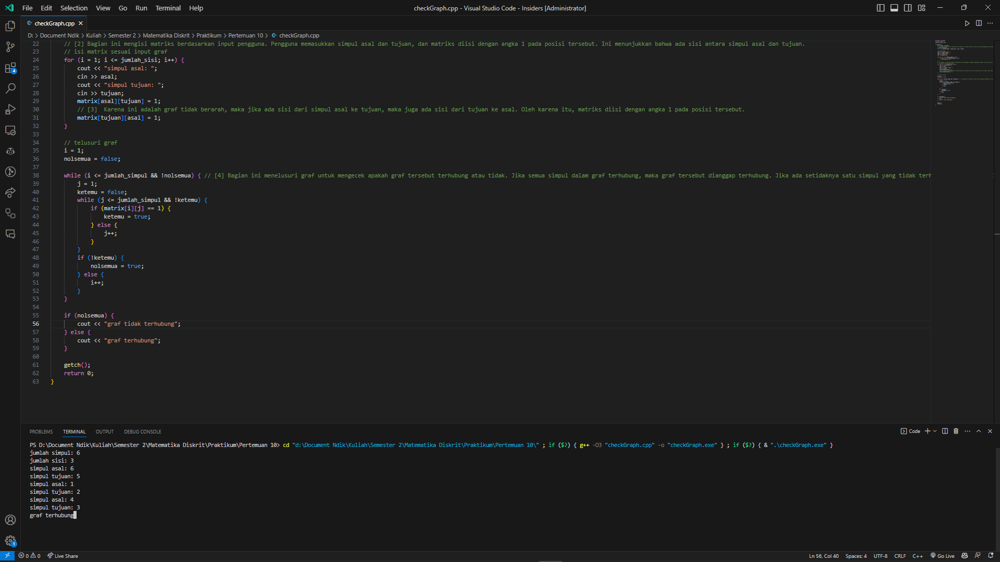 File Edit Selection View Go Run Terminal Help
checkGraph.cpp - Visual Studio Code - Insiders [Administrator]
checkGraph.cpp
D: > Document Ndik > Kuliah > Semester 2 > Matematika Diskrit > Praktikum > Pertemuan 10 > checkGraph.cpp
22 // [2] Bagian ini mengisi matriks berdasarkan input pengguna. Pengguna memasukkan simpul asal dan tujuan, dan matriks diisi dengan angka 1 pada posisi tersebut. Ini menunjukkan bahwa ada sisi antara simpul asal dan tujuan.
23 // isi matrix sesuai input graf
24 for (i = 1; i <= jumlah_sisi; i++) {
25 cout << "simpul asal: ";
26 cin >> asal;
27 cout << "simpul tujuan: ";
28 cin >> tujuan;
29 matrix[asal][tujuan] = 1;
30 // [3]  Karena ini adalah graf tidak berarah, maka jika ada sisi dari simpul asal ke tujuan, maka juga ada sisi dari tujuan ke asal. Oleh karena itu, matriks diisi dengan angka 1 pada posisi tersebut.
31 matrix[tujuan][asal] = 1;
32 }
33
34 // telusuri graf
35 i = 1;
36 nolsemua = false;
37
38 while (i <= jumlah_simpul && !nolsemua) { // [4] Bagian ini menelusuri graf untuk mengecek apakah graf tersebut terhubung atau tidak. Jika semua simpul dalam graf terhubung, maka graf tersebut dianggap terhubung. Jika ada setidaknya satu simpul yang tidak terh
39 j = 1;
40 ketemu = false;
41 while (j <= jumlah_simpul && !ketemu) {
42 if (matrix[i][j] == 1) {
43 ketemu = true;
44 } else {
45 j++;
46 }
47 }
48 if (!ketemu) {
49 nolsemua = true;
50 } else {
51 i++;
52 }
53 }
54
55 if (nolsemua) {
56 cout << "graf tidak terhubung";
57 } else {
58 cout << "graf terhubung";
59 }
60
61 getch();
62 return 0;
63 }
PROBLEMS TERMINAL OUTPUT DEBUG CONSOLE
Code
PS D:\Document Ndik\Kuliah\Semester 2\Matematika Diskrit\Praktikum\Pertemuan 10> cd "d:\Document Ndik\Kuliah\Semester 2\Matematika Diskrit\Praktikum\Pertemuan 10\" ; if ($?) { g++ -O3 "checkGraph.cpp" -o "checkGraph.exe" } ; if ($?) { & ".\checkGraph.exe" }
jumlah simpul: 6
jumlah sisi: 3
simpul asal: 6
simpul tujuan: 5
simpul asal: 1
simpul tujuan: 2
simpul asal: 4
simpul tujuan: 3
graf terhubung
4
1
0 0 Live Share
Ln 56, Col 40 Spaces: 4 UTF-8 CRLF C++ Go Live